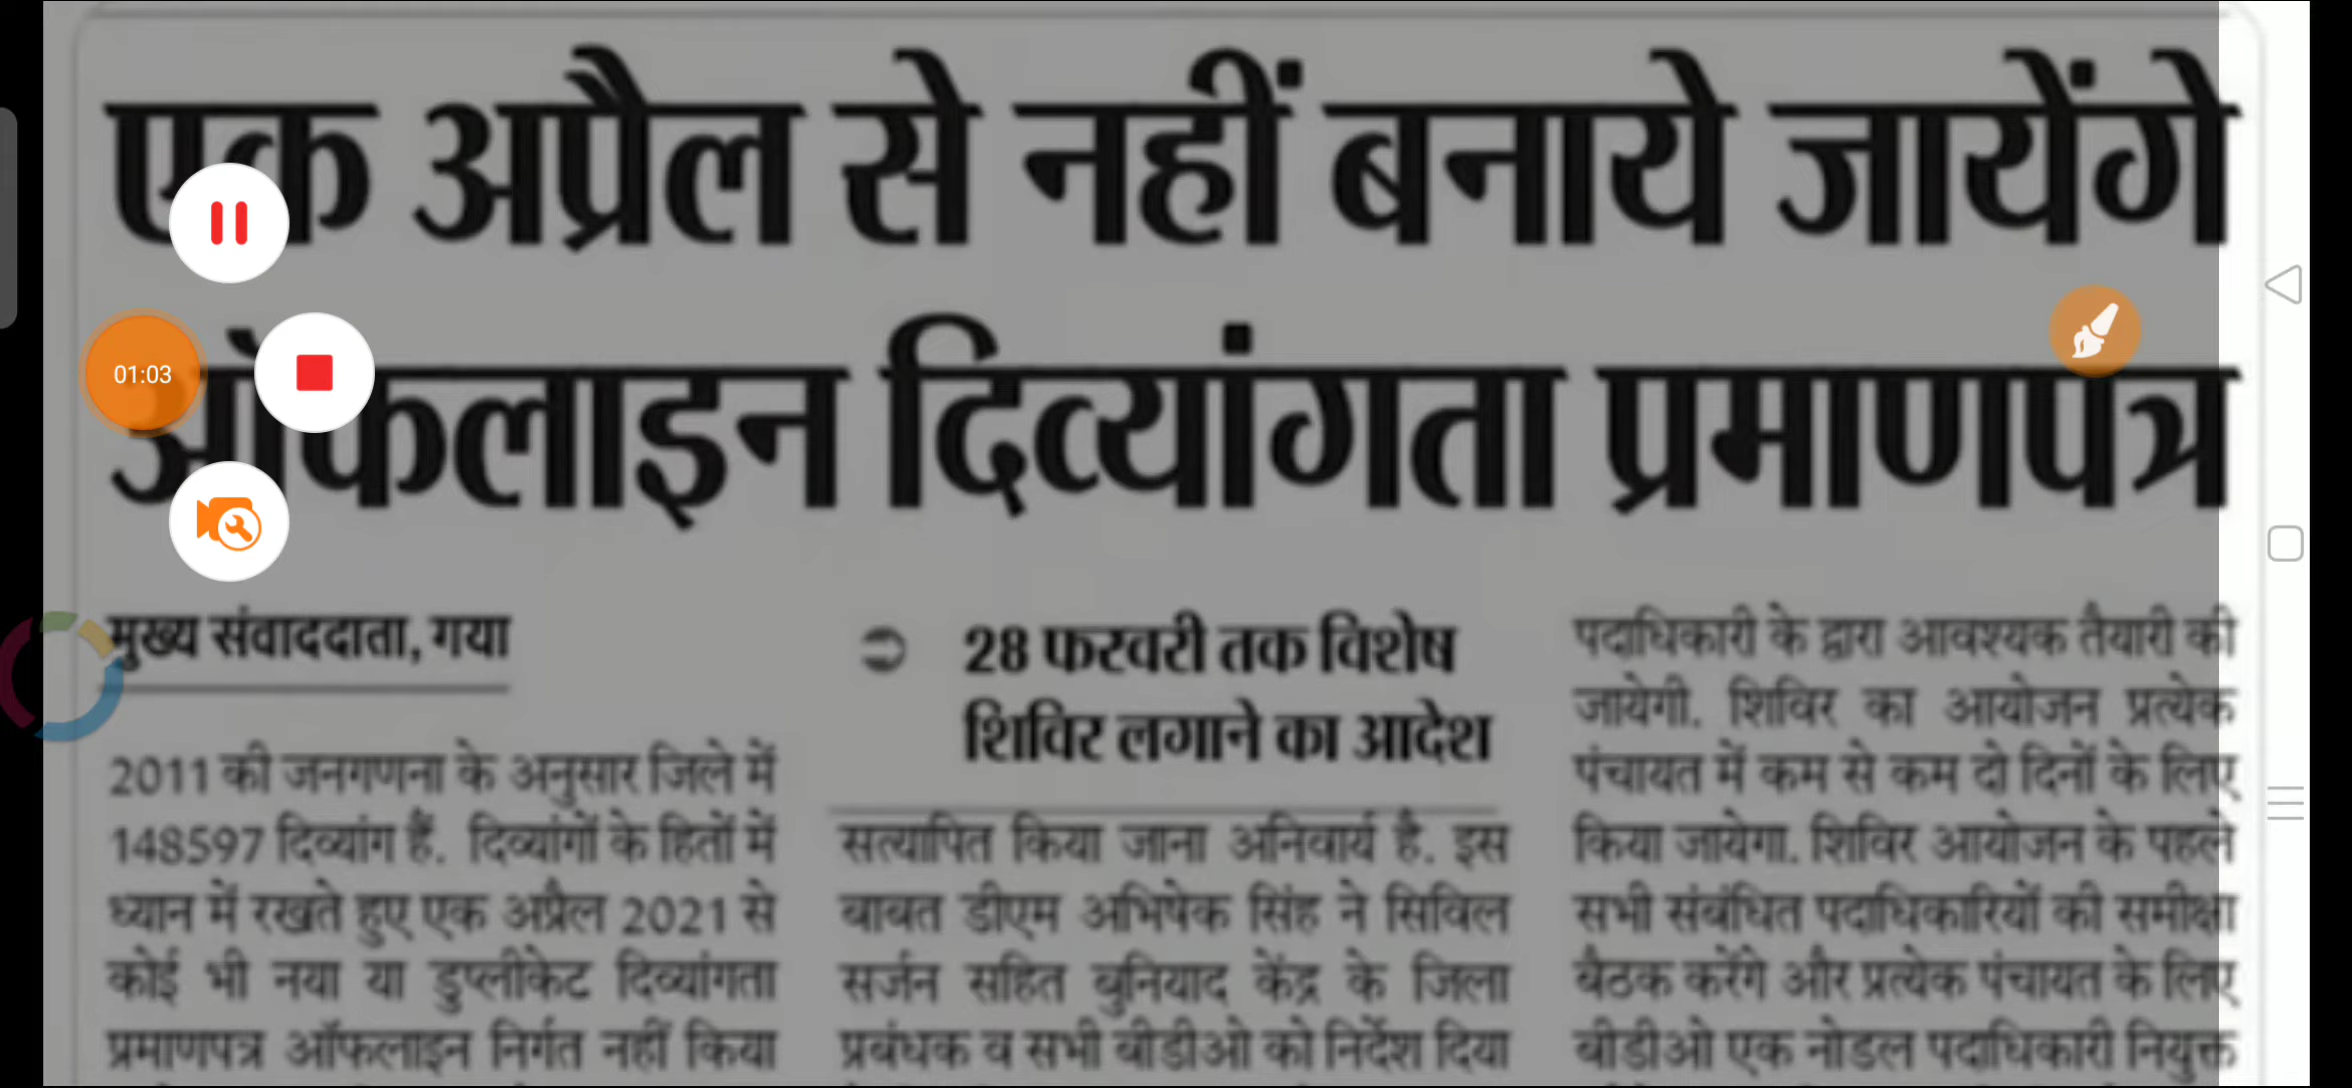 एक अप्रैल से नहीं बनाये जायेंगे
ऑफलाइन दिव्यांगता प्रमाणपत्र
01:03
मुख्य संवाददाता, गया
2011 की जनगणना के अनुसार जिले में
148597 दिव्यांग हैं. दिव्यांगों के हितों में
ध्यान में रखते हुए एक अप्रैल 2021 से
कोई भी नया या डुप्लीकेट दिव्यांगता
प्रमाणपत्र ऑफलाइन निर्गत नहीं किया
28 फरवरी तक विशेष
शिविर लगाने का आदेश
सत्यापित किया जाना अनिवार्य है. इस
बाबत डीएम अभिषेक सिंह ने सिविल
सर्जन सहित बुनियाद केंद्र के जिला
प्रबंधक व सभी बीडीओ को निर्देश दिया
पदाधिकारी के द्वारा आवश्यक तैयारी की
जायेगी. शिविर का आयोजन प्रत्येक
पंचायत में कम से कम दो दिनों के लिए
किया जायेगा. शिविर आयोजन के पहले
सभी संबंधित पदाधिकारियों की समीक्षा
बैठक करेंगे और प्रत्येक पंचायत के लिए
बीडीओ एक नोडल पदाधिकारी नियुक्त